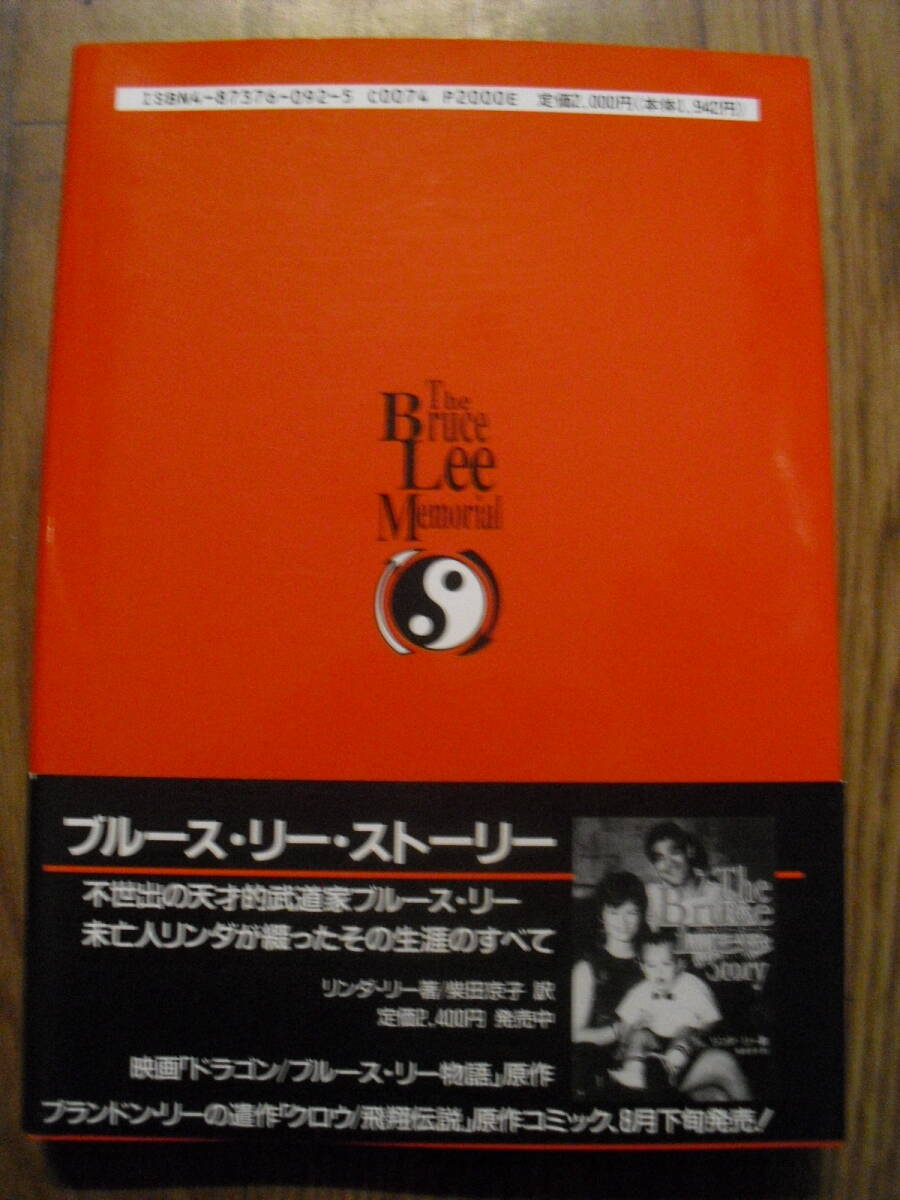 ISBN4-87376-092-5 C0074 P2000E 定価2,000円(本体1,942円)
The
Bruce
Lee
Memorial
ブルース・リー・ストーリー
不世出の天才的武道家ブルース・リー
未亡人リンダが綴ったその生涯のすべて
リンダ・リー著/柴田京子 訳
定価2,400円 発売中
映画「ドラゴン/ブルース・リー物語」原作
ブランドン・リーの遺作「クロウ/飛翔伝説」原作コミック、8月下旬発売!
The
Bruce
Lee
Story